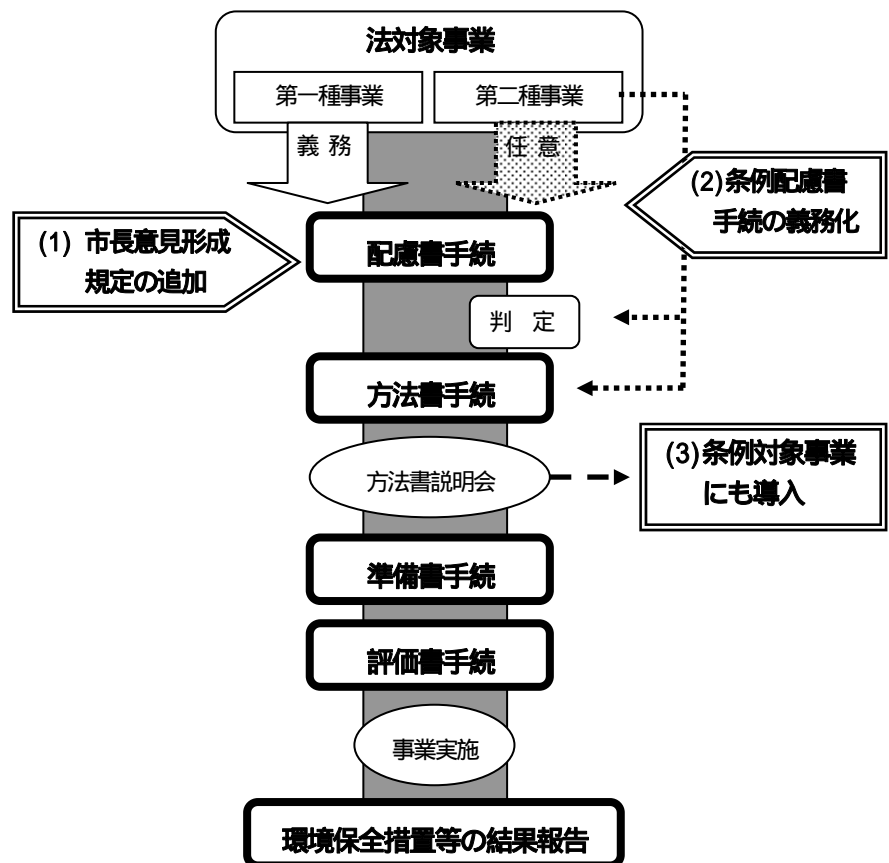 法対象事業
第一種事業
第二種事業
義 務
任 意
(1) 市長意見形成
規定の追加
(2)条例配慮書
手続の義務化
配慮書手続
判 定
方法書手続
方法書説明会
(3)条例対象事業
にも導入
準備書手続
評価書手続
事業実施
環境保全措置等の結果報告